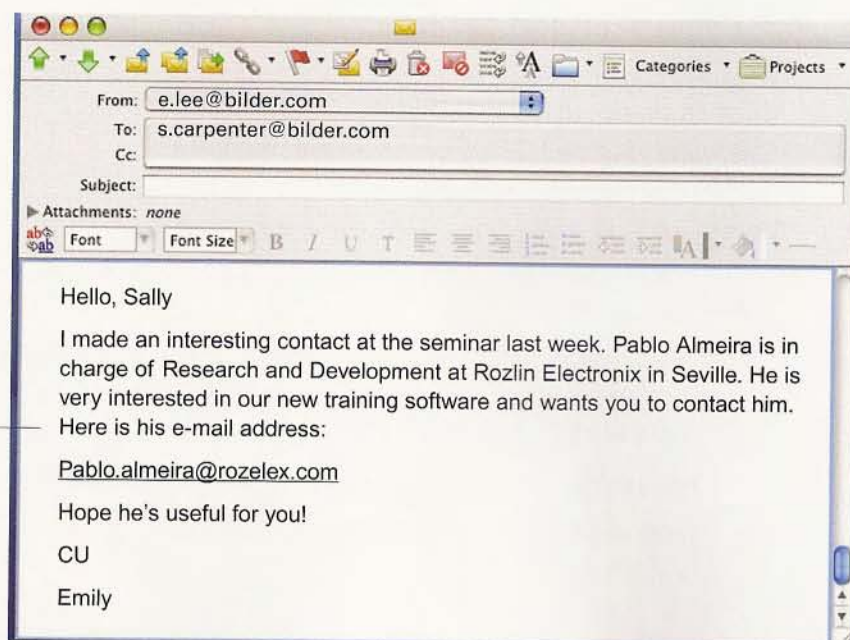 Categories
Projects
From: e.lee@bilder.com
To: s.carpenter@bilder.com
Cc:
Subject:
Attachments: none
Font
Font Size
B I U T
Hello, Sally
I made an interesting contact at the seminar last week. Pablo Almeira is in
charge of Research and Development at Rozlin Electronix in Seville. He is
very interested in our new training software and wants you to contact him.
Here is his e-mail address:
Pablo.almeira@rozelex.com
Hope he's useful for you!
CU
Emily